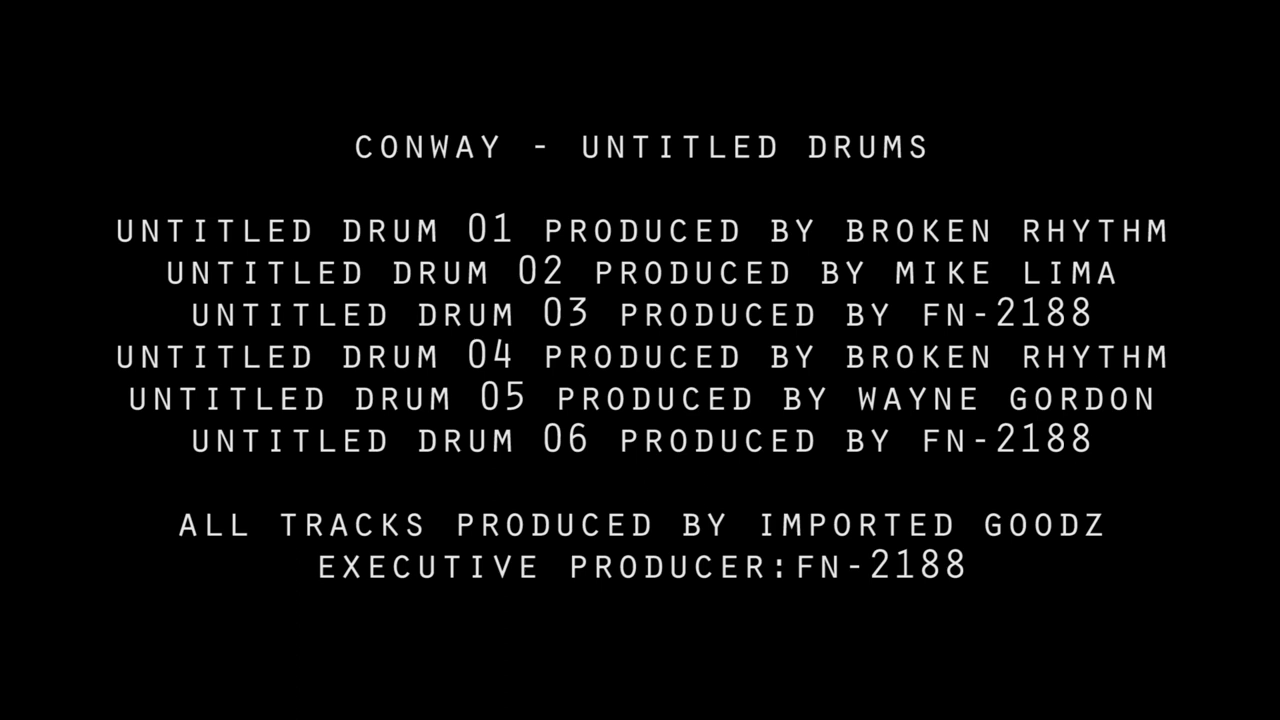 CONWAY - UNTITLED DRUMS
UNTITLED DRUM 01 PRODUCED BY BROKEN RHYTHM
UNTITLED DRUM 02 PRODUCED BY MIKE LIMA
UNTITLED DRUM 03 PRODUCED BY FN-2188
UNTITLED DRUM 04 PRODUCED BY BROKEN RHYTHM
UNTITLED DRUM 05 PRODUCED BY WAYNE GORDON
UNTITLED DRUM 06 PRODUCED BY FN-2188
ALL TRACKS PRODUCED BY IMPORTED GOODZ
EXECUTIVE PRODUCER:FN-2188